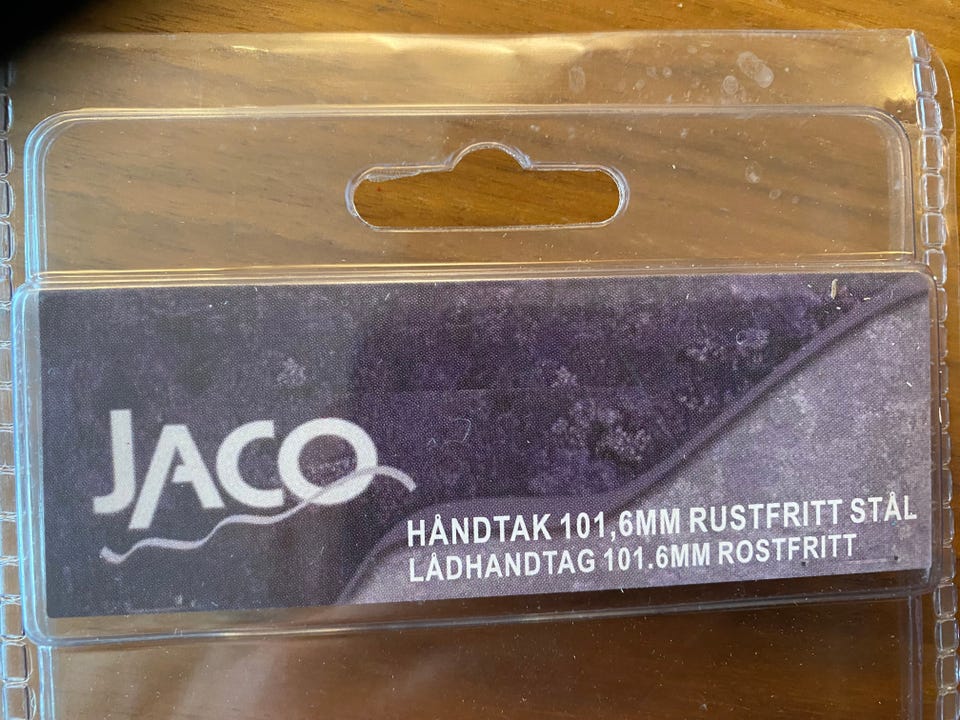 JACO
HÅNDTAK 101,6MM RUSTFRITT STÅL
LÅDHANDTAG 101.6MM ROSTFRITT